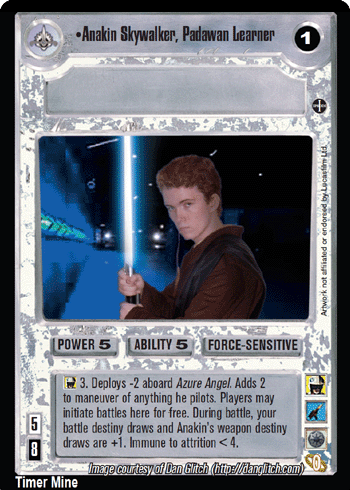 •Anakin Skywalker, Padawan Learner
1
Artwork not affiliated or endorsed by Lucasfilm Ltd.
POWER 5
ABILITY 5
FORCE-SENSITIVE
3. Deploys -2 aboard Azure Angel. Adds 2
to maneuver of anything he pilots. Players may
initiate battles here for free. During battle, your
battle destiny draws and Anakin's weapon destiny
draws are +1. Immune to attrition < 4.
5
8
Image courtesy of Dan Glitch (http://danglitch.com)
Timer Mine